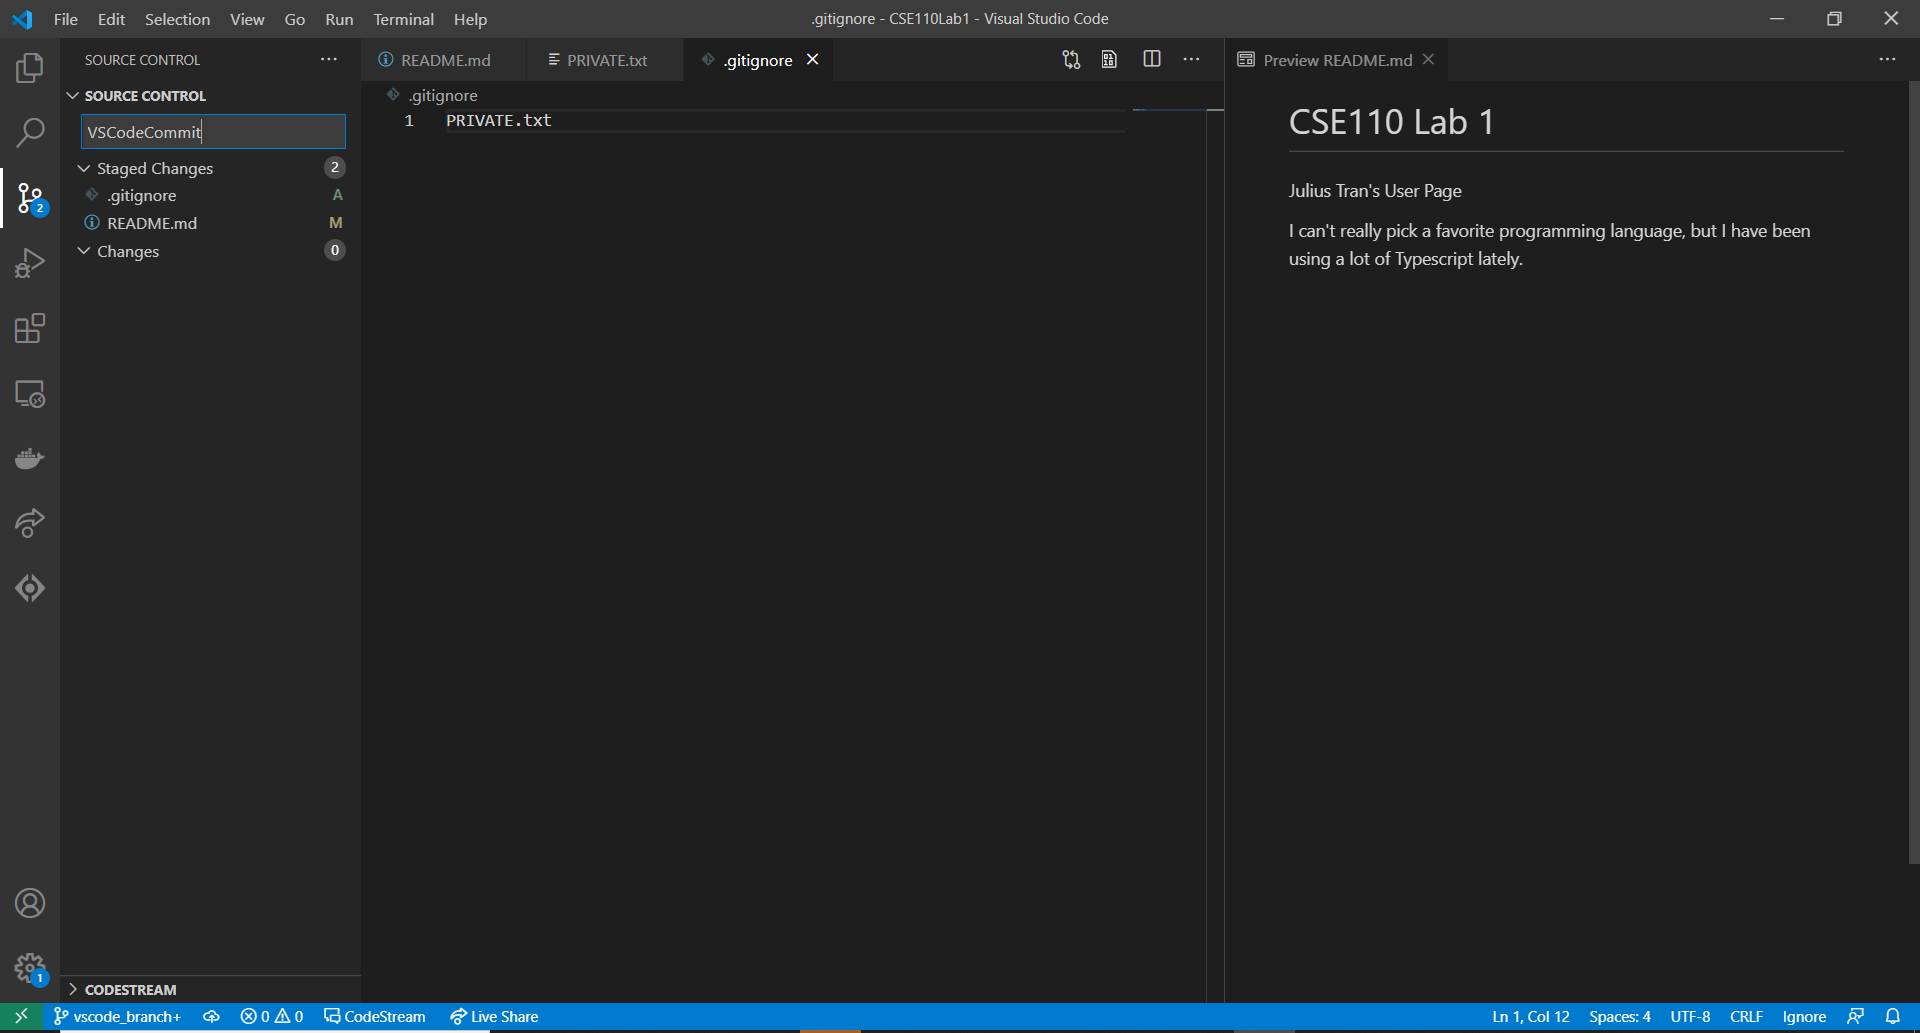 File Edit Selection View Go Run Terminal Help
.gitignore - CSE110Lab1 - Visual Studio Code
SOURCE CONTROL
SOURCE CONTROL
VSCodeCommit
Staged Changes 2
.gitignore A
README.md M
Changes 0
2
1
CODESTREAM
README.md PRIVATE.txt .gitignore
.gitignore
1 PRIVATE.txt
Preview README.md
CSE110 Lab 1
Julius Tran's User Page
I can't really pick a favorite programming language, but I have been
using a lot of Typescript lately.
vscode_branch+ 0 0 CodeStream Live Share
Ln 1, Col 12 Spaces: 4 UTF-8 CRLF Ignore